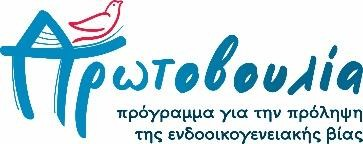 Πρωτοβουλία
πρόγραμμα για την πρόληψη
της ενδοοικογενειακής βίας